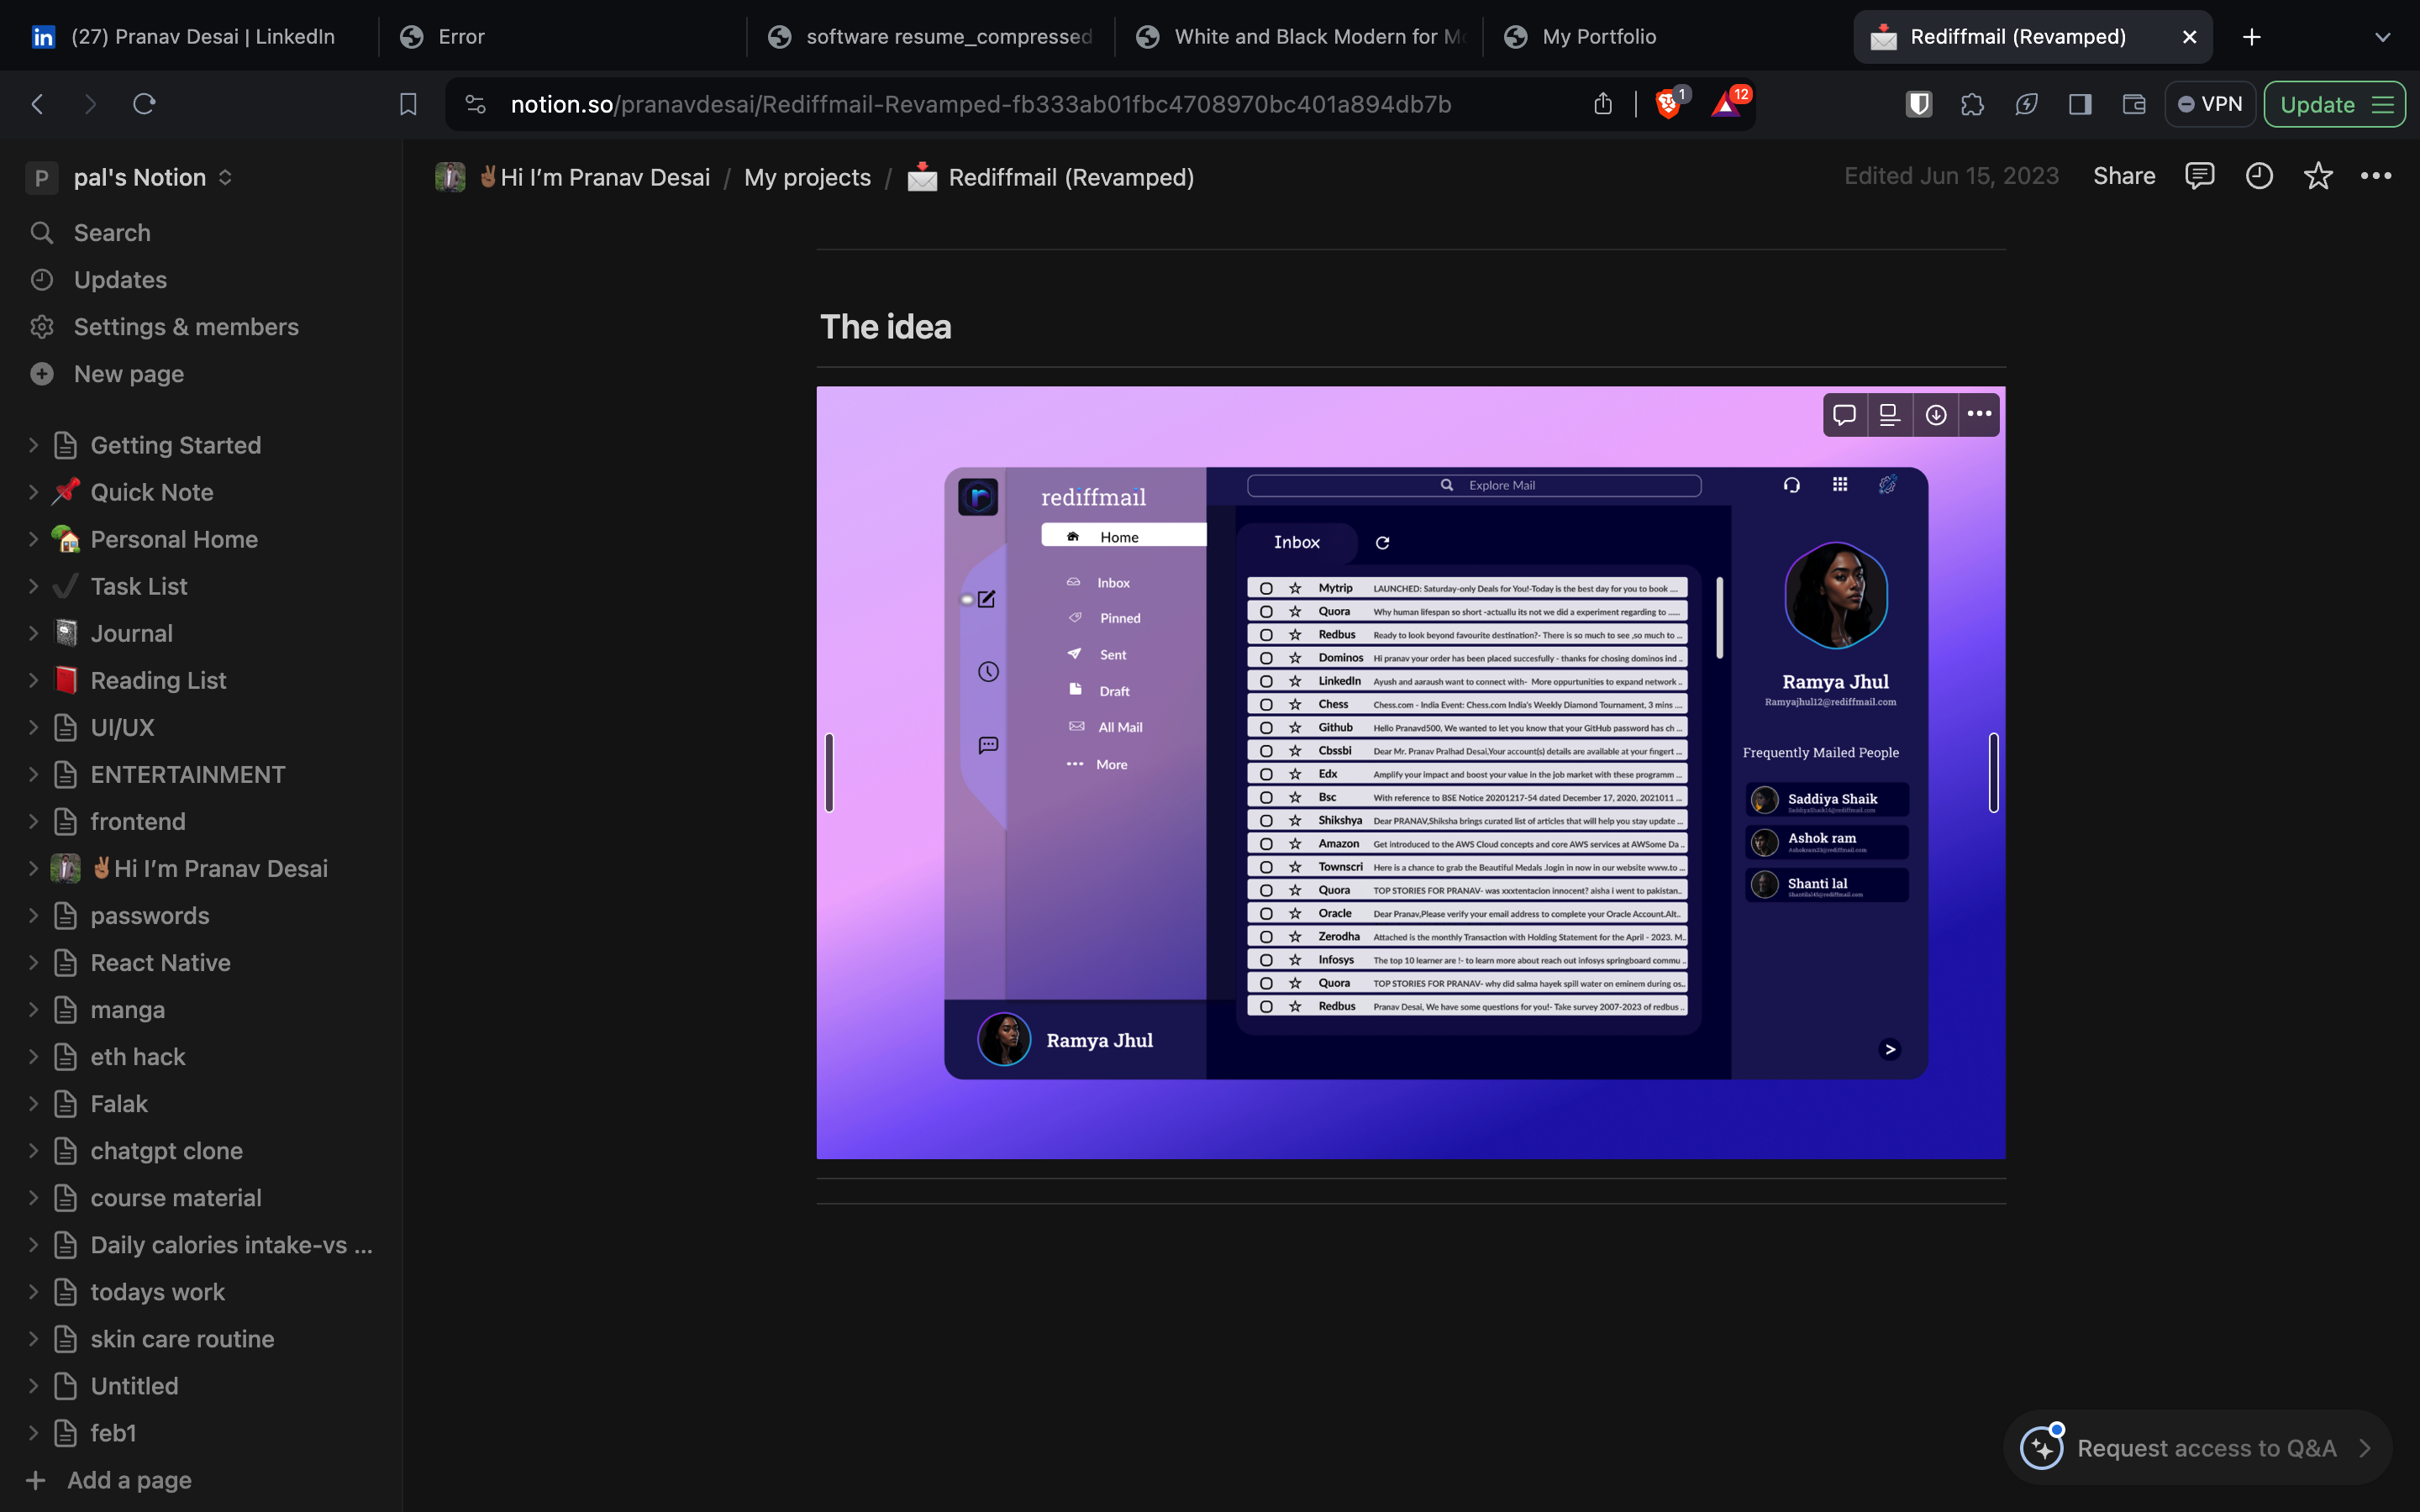 (27) Pranav Desai | LinkedIn
Error
software resume_compressed
White and Black Modern for Mo
My Portfolio
Rediffmail (Revamped)
notion.so/pranavdesai/Rediffmail-Revamped-fb333ab01fbc4708970bc401a894db7b
1
12
VPN
Update
P
pal's Notion
✌🏾Hi I'm Pranav Desai / My projects / Rediffmail (Revamped)
Edited Jun 15, 2023
Share
Search
Updates
Settings & members
New page
Getting Started
Quick Note
Personal Home
Task List
Journal
Reading List
UI/UX
ENTERTAINMENT
frontend
✌🏾Hi I'm Pranav Desai
passwords
React Native
manga
eth hack
Falak
chatgpt clone
course material
Daily calories intake-vs ...
todays work
skin care routine
Untitled
feb1
Add a page
The idea
rediffmail
Home
Inbox
Pinned
Sent
Draft
All Mail
More
Ramya Jhul
Explore Mail
Inbox
Mytrip LAUNCHED: Saturday-only Deals for You!-Today is the best day for you to book ....
Quora Why human lifespan so short -actuallu its not we did a experiment regarding to ......
Redbus Ready to look beyond favourite destination?- There is so much to see ,so much to ...
Dominos Hi pranav your order has been placed succesfully - thanks for chosing dominos ind ..
LinkedIn Ayush and aaraush want to connect with- More oppurtunities to expand network ..
Chess Chess.com - India Event: Chess.com India's Weekly Diamond Tournament, 3 mins ....
Github Hello Pranavd500, We wanted to let you know that your GitHub password has ch ...
Cbssbi Dear Mr. Pranav Pralhad Desai,Your account(s) details are available at your fingert ...
Edx Amplify your impact and boost your value in the job market with these programm ...
Bsc With reference to BSE Notice 20201217-54 dated December 17, 2020, 2021011 ...
Shikshya Dear PRANAV,Shiksha brings curated list of articles that will help you stay update ...
Amazon Get introduced to the AWS Cloud concepts and core AWS services at AWSome Da ..
Townscri Here is a chance to grab the Beautiful Medals .login in now in our website www.to ...
Quora TOP STORIES FOR PRANAV- was xxxtentacion innocent? aisha i went to pakistan..
Oracle Dear Pranav,Please verify your email address to complete your Oracle Account.Alt..
Zerodha Attached is the monthly Transaction with Holding Statement for the April - 2023. M..
Infosys The top 10 learner are !- to learn more about reach out infosys springboard commu ..
Quora TOP STORIES FOR PRANAV- why did salma hayek spill water on eminem during os..
Redbus Pranav Desai, We have some questions for you!- Take survey 2007-2023 of redbus ..
Ramya Jhul
Ramyajhul12@rediffmail.com
Frequently Mailed People
Saddiya Shaik
Ashok ram
Shanti lal
Request access to Q&A